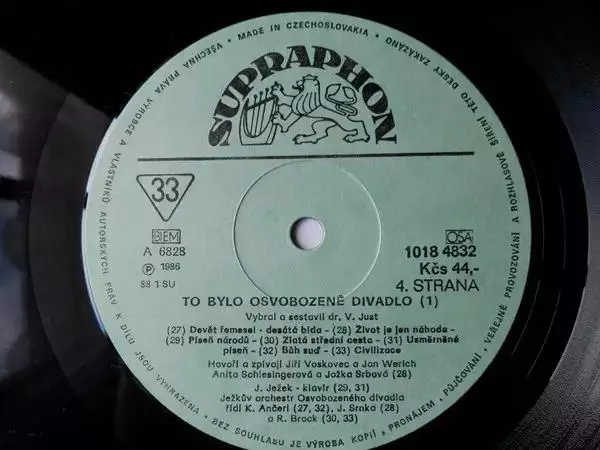 VŠECHNA PRÁVA VÝROBCE A VLASTNÍKŮ AUTORSKÝCH PRÁV K DÍLU JSOU VYHRAZENA • BEZ SOUHLASU JE VÝROBA KOPIÍ, PRONÁJEM, PŮJČOVÁNÍ, VEŘEJNÉ PROVOZOVÁNÍ A ROZHLASOVÉ ŠÍŘENÍ TÉTO DESKY ZAKÁZÁNO •
MADE IN CZECHOSLOVAKIA
SUPRAPHON
33
BIEM
A 6828
Ⓟ 1986
88 1 SU
OSA
1018 4832
Kčs 44,-
4. STRANA
TO BYLO OSVOBOZENÉ DIVADLO (1)
Vybral a sestavil dr. V. Just
(27) Devět řemesel - desátá bída - (28) Život je jen náhoda -
(29) Píseň národů - (30) Zlatá střední cesta - (31) Usměrněné
píseň - (32) Bůh suď - (33) Civilizace
Hovoří a zpívají Jiří Voskovec a Jan Werich
Anita Schlesingerová a Jožka Srbová (28)
J. Ježek - klavír (29, 31)
Ježkův orchestr Osvobozeného divadla
řídí K. Ančerl (27, 32), J. Srnka (28)
a R. Brock (30, 33)